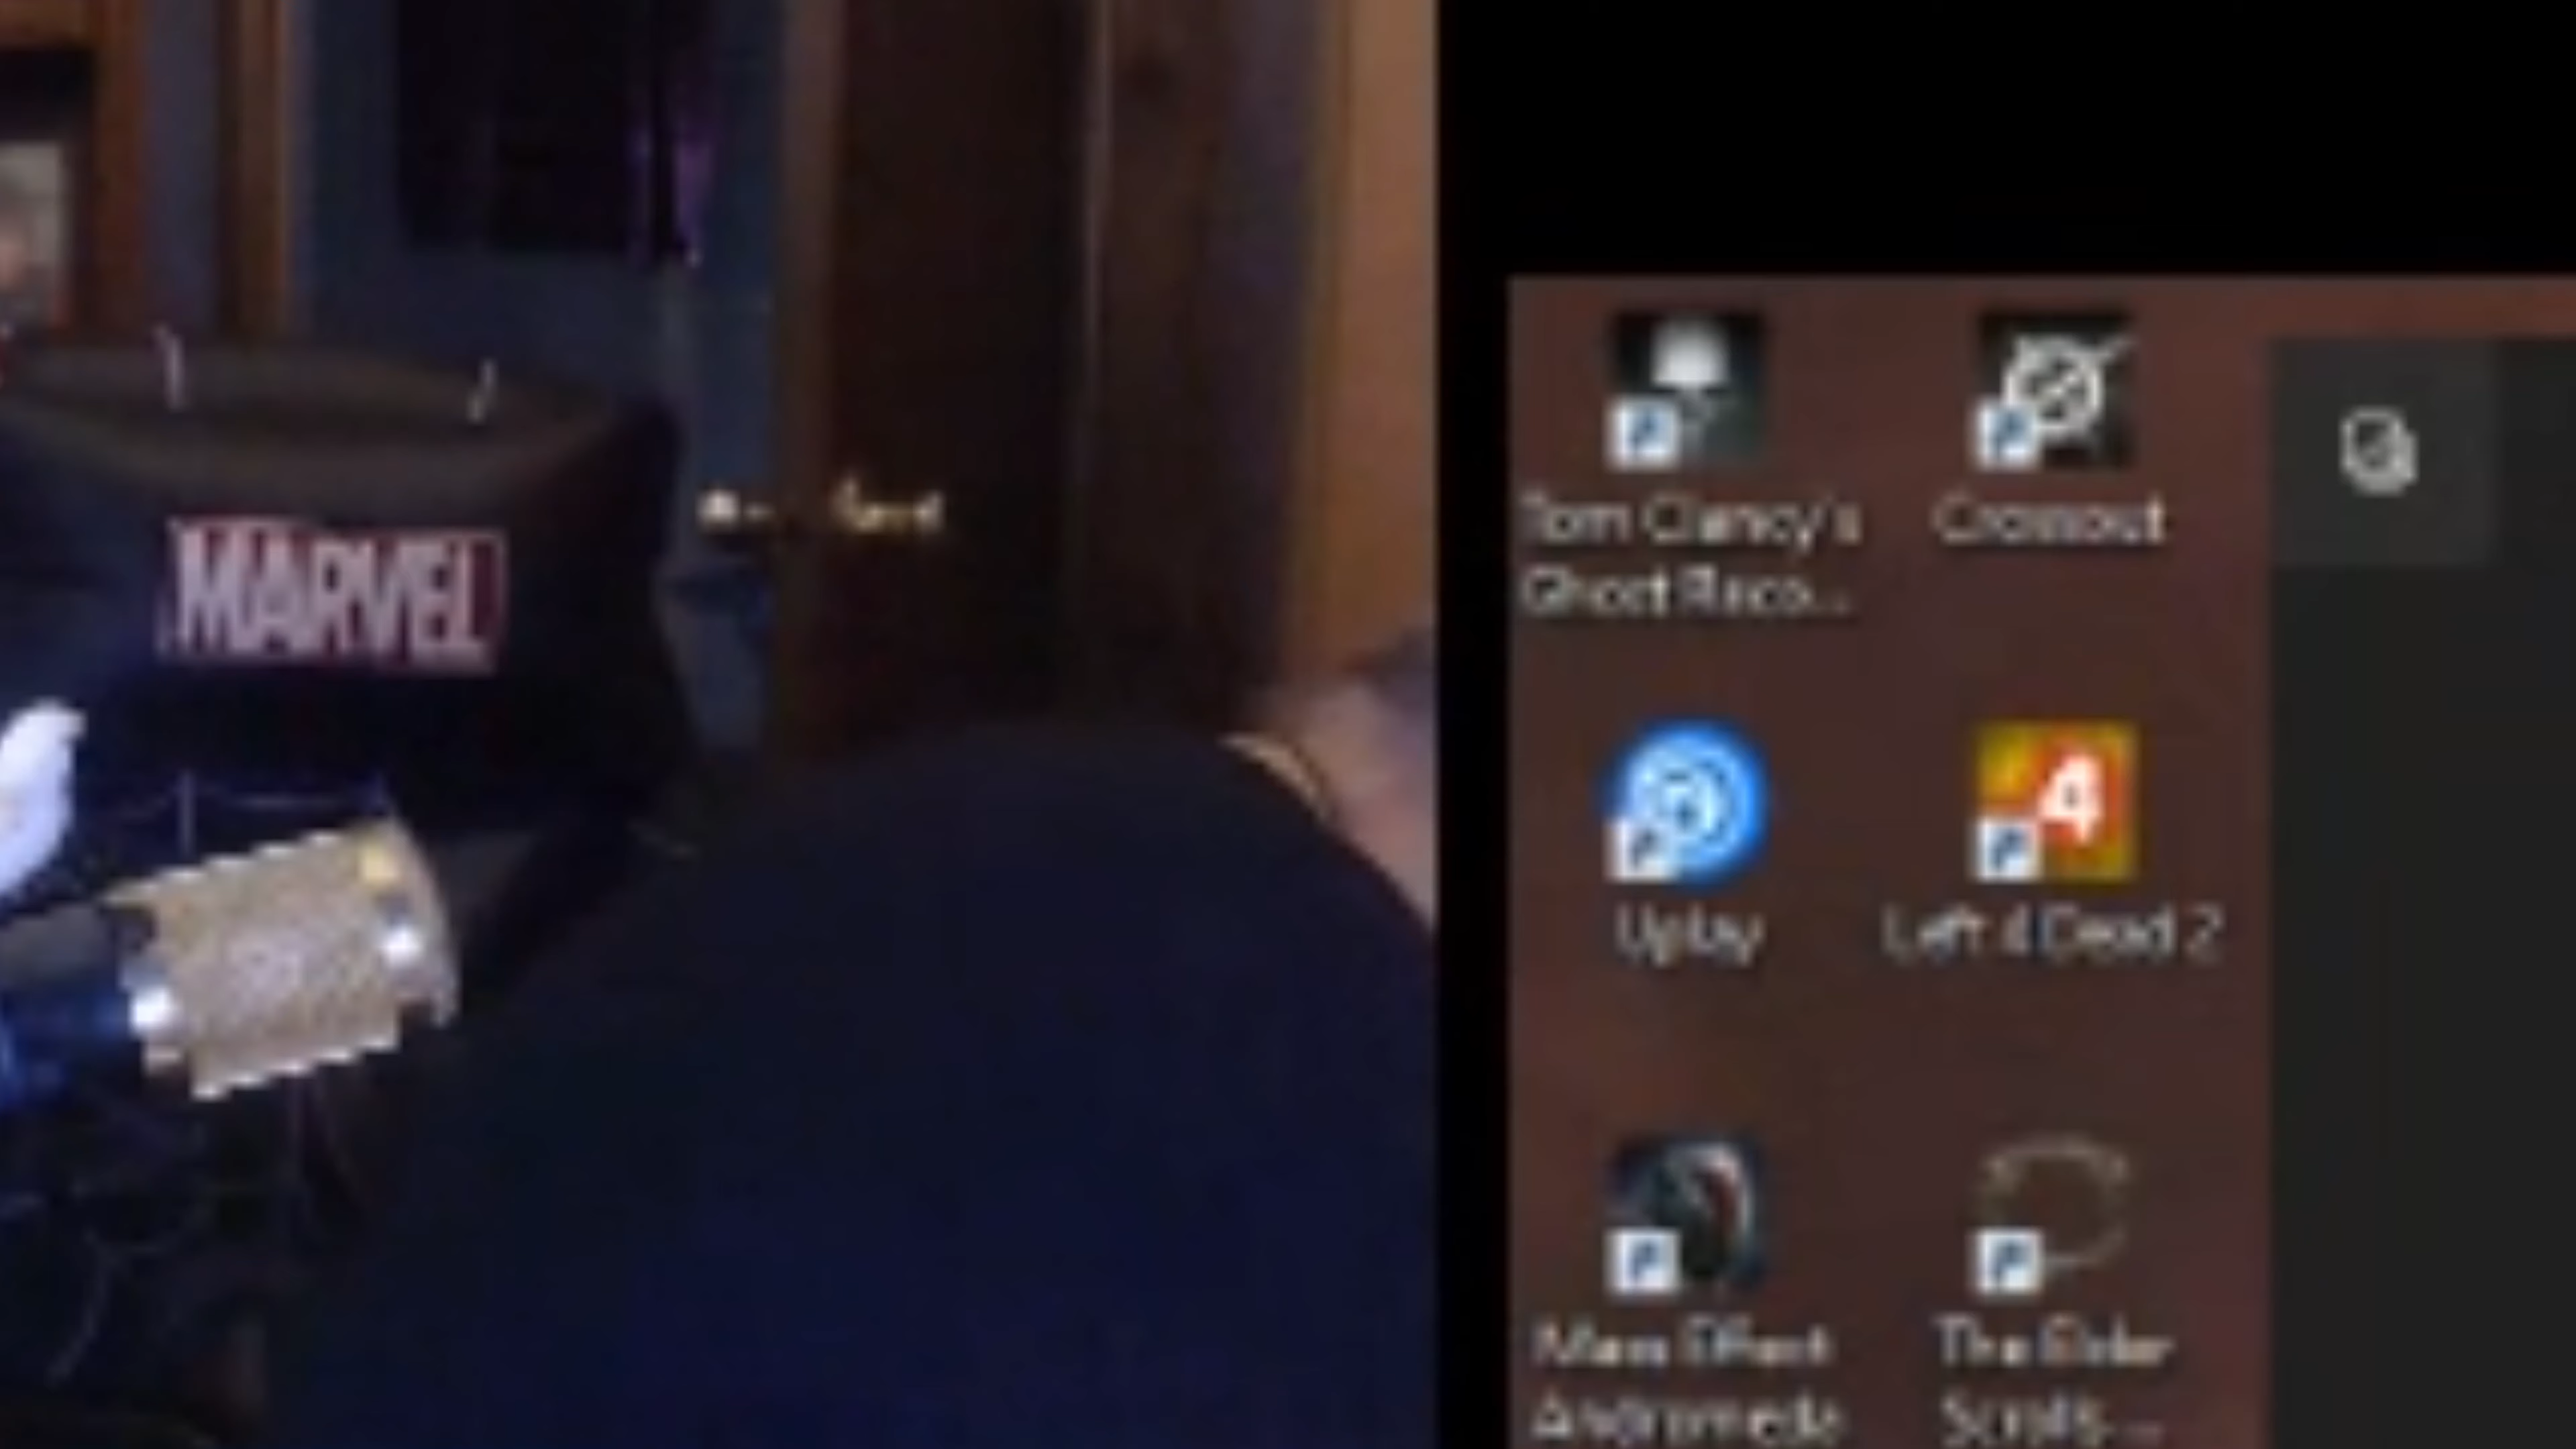 MARVEL
Tom Clancy's
Ghost Reco...
Crossout
Uplay
Left 4 Dead 2
Mass Effect
Andromeda
The Elder
Scrolls ...